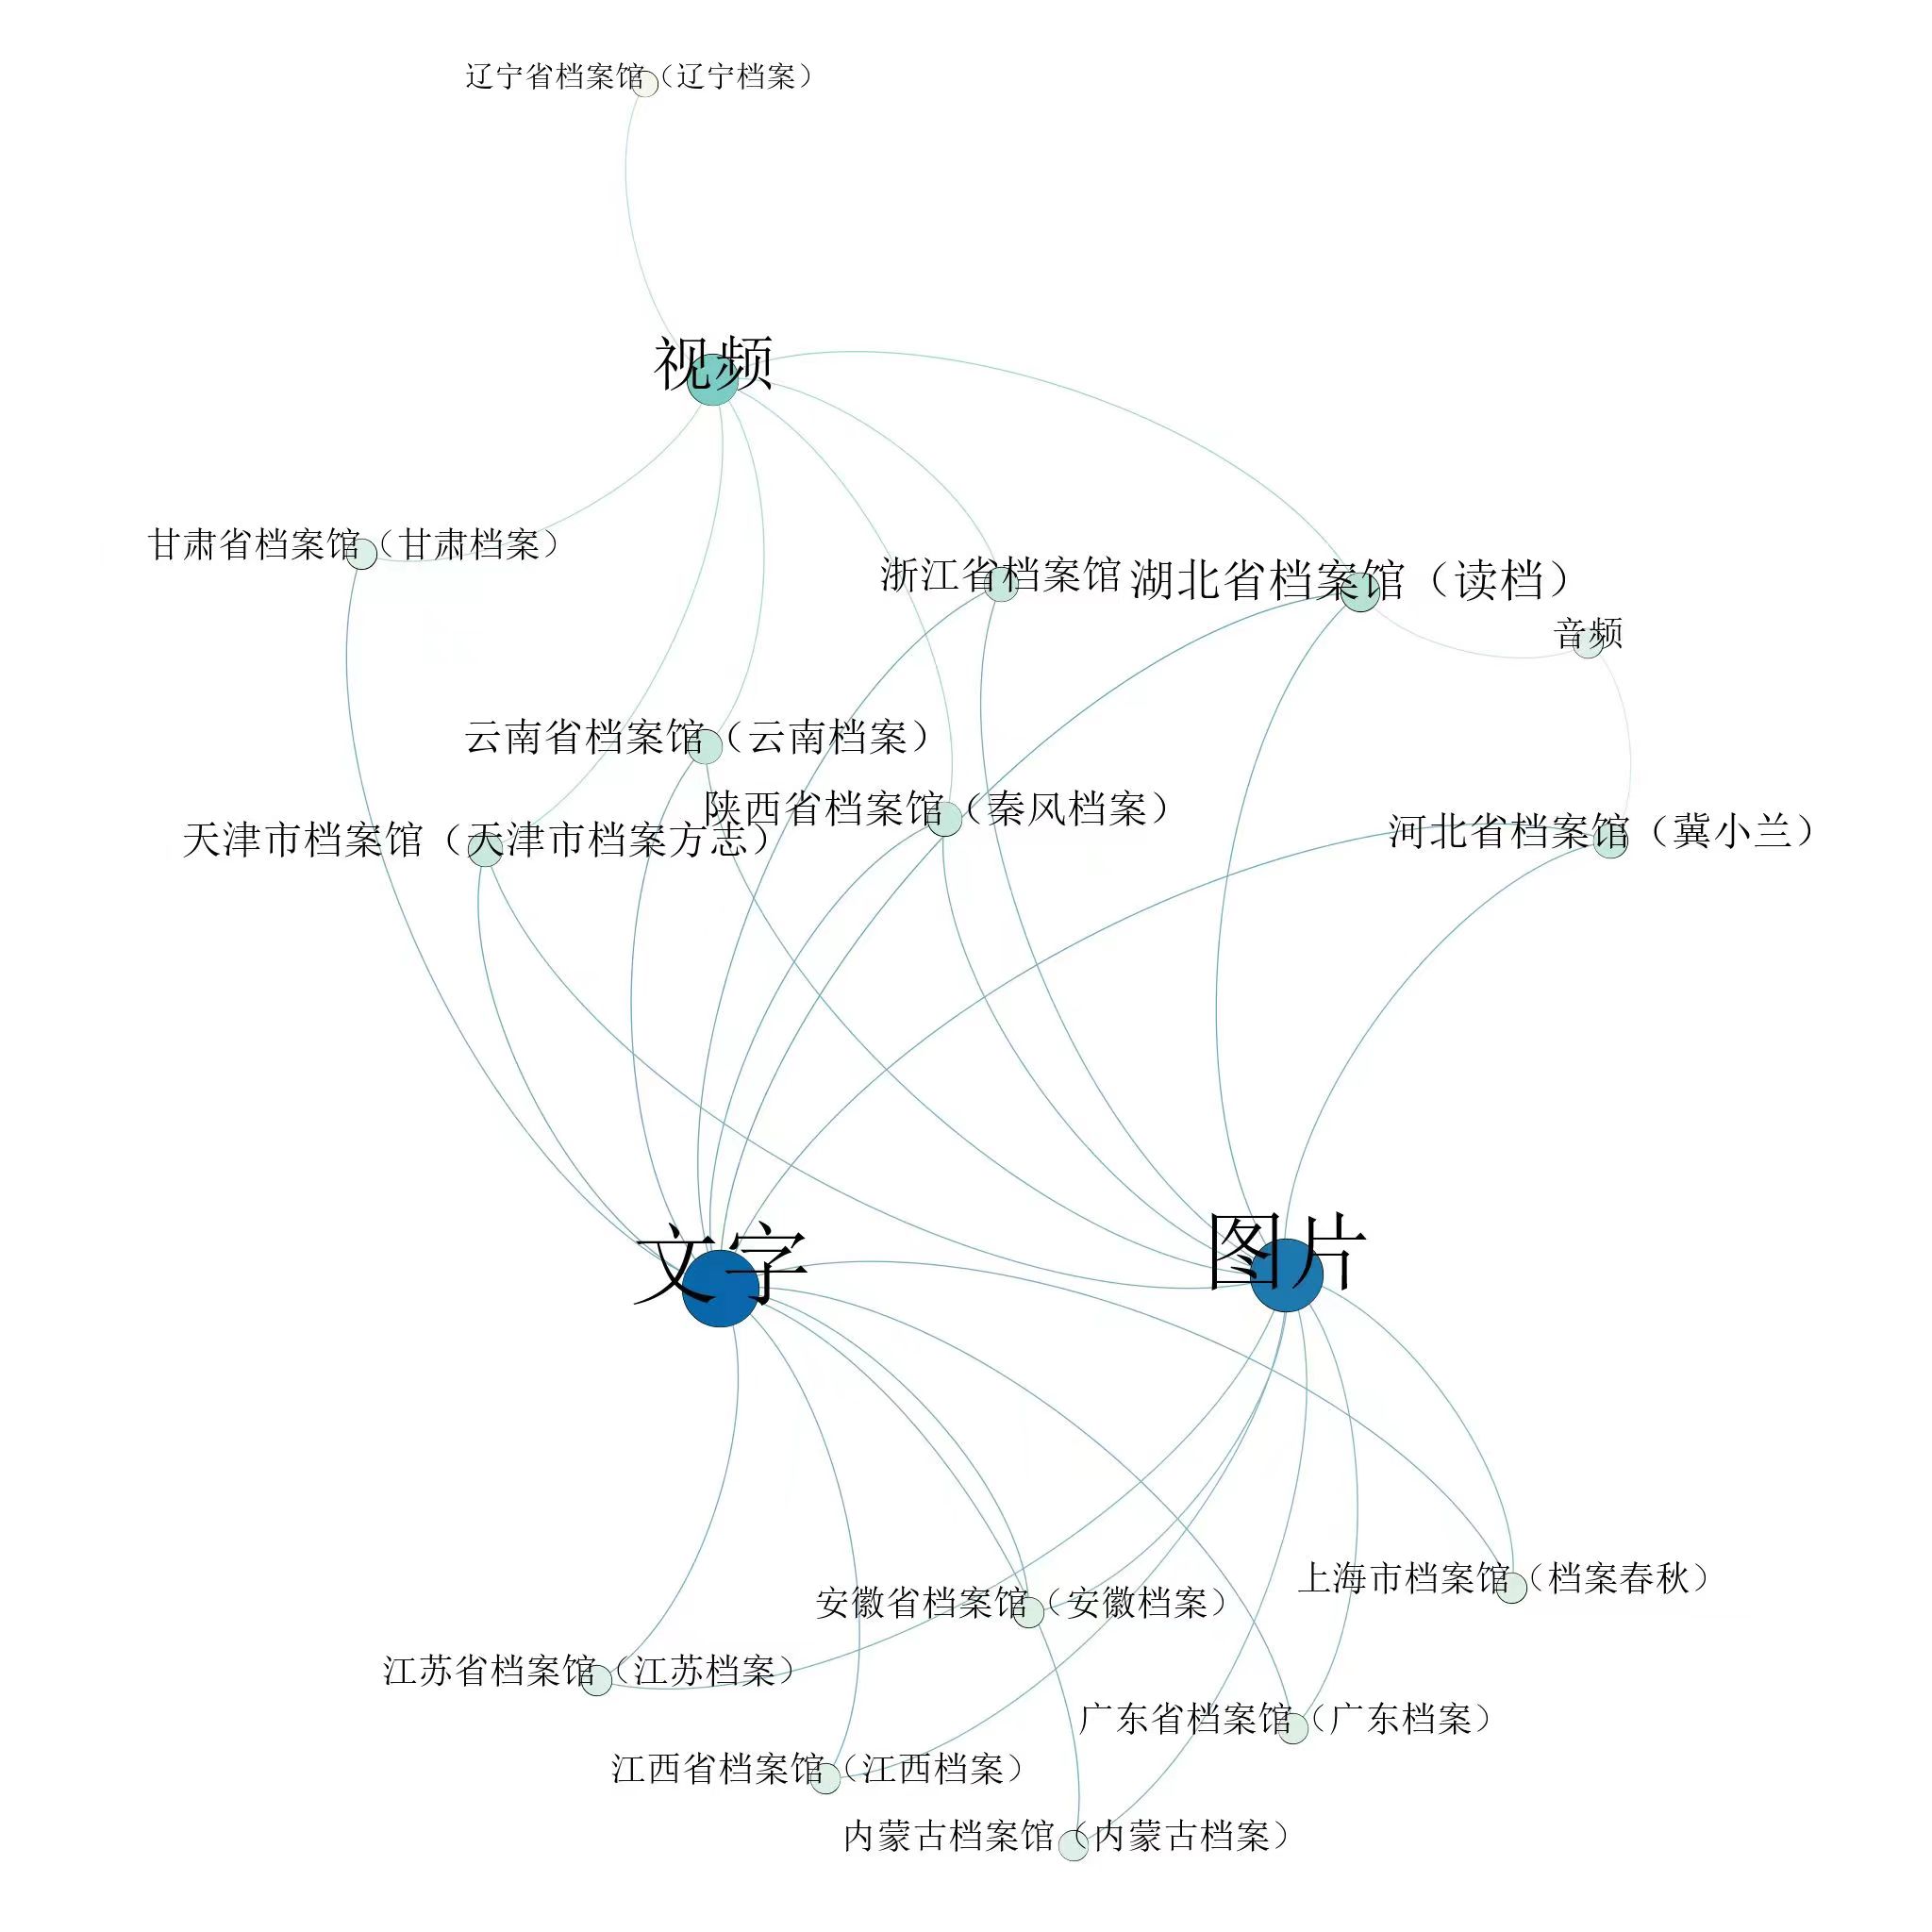 辽宁省档案馆（辽宁档案）
视频
甘肃省档案馆（甘肃档案）
浙江省档案馆
湖北省档案馆（读档）
音频
云南省档案馆（云南档案）
陕西省档案馆（秦风档案）
天津市档案馆（天津市档案方志）
河北省档案馆（冀小兰）
文字
图片
上海市档案馆（档案春秋）
安徽省档案馆（安徽档案）
江苏省档案馆（江苏档案）
广东省档案馆（广东档案）
江西省档案馆（江西档案）
内蒙古档案馆（内蒙古档案）